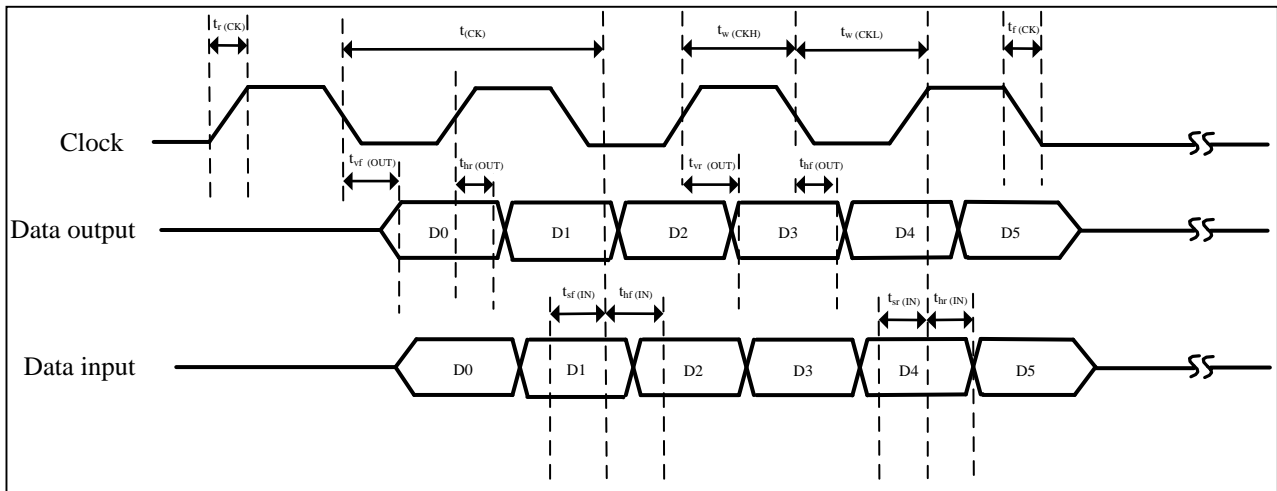 tr (CK)
t(CK)
tw (CKH)
tw (CKL)
tf (CK)
Clock
tvf (OUT)
thr (OUT)
tvr (OUT)
thf (OUT)
Data output
D0
D1
D2
D3
D4
D5
tsf (IN)
thf (IN)
tsr (IN)
thr (IN)
Data input
D0
D1
D2
D3
D4
D5